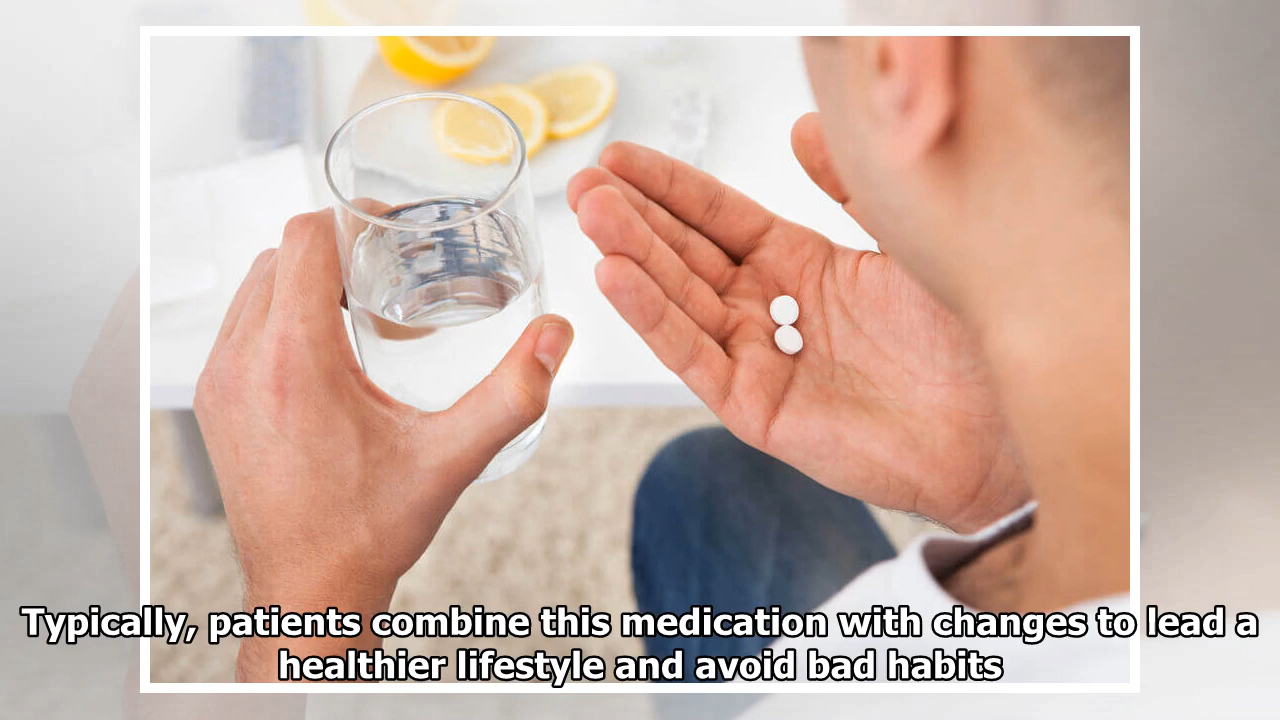 Typically, patients combine this medication with changes to lead a
healthier lifestyle and avoid bad habits